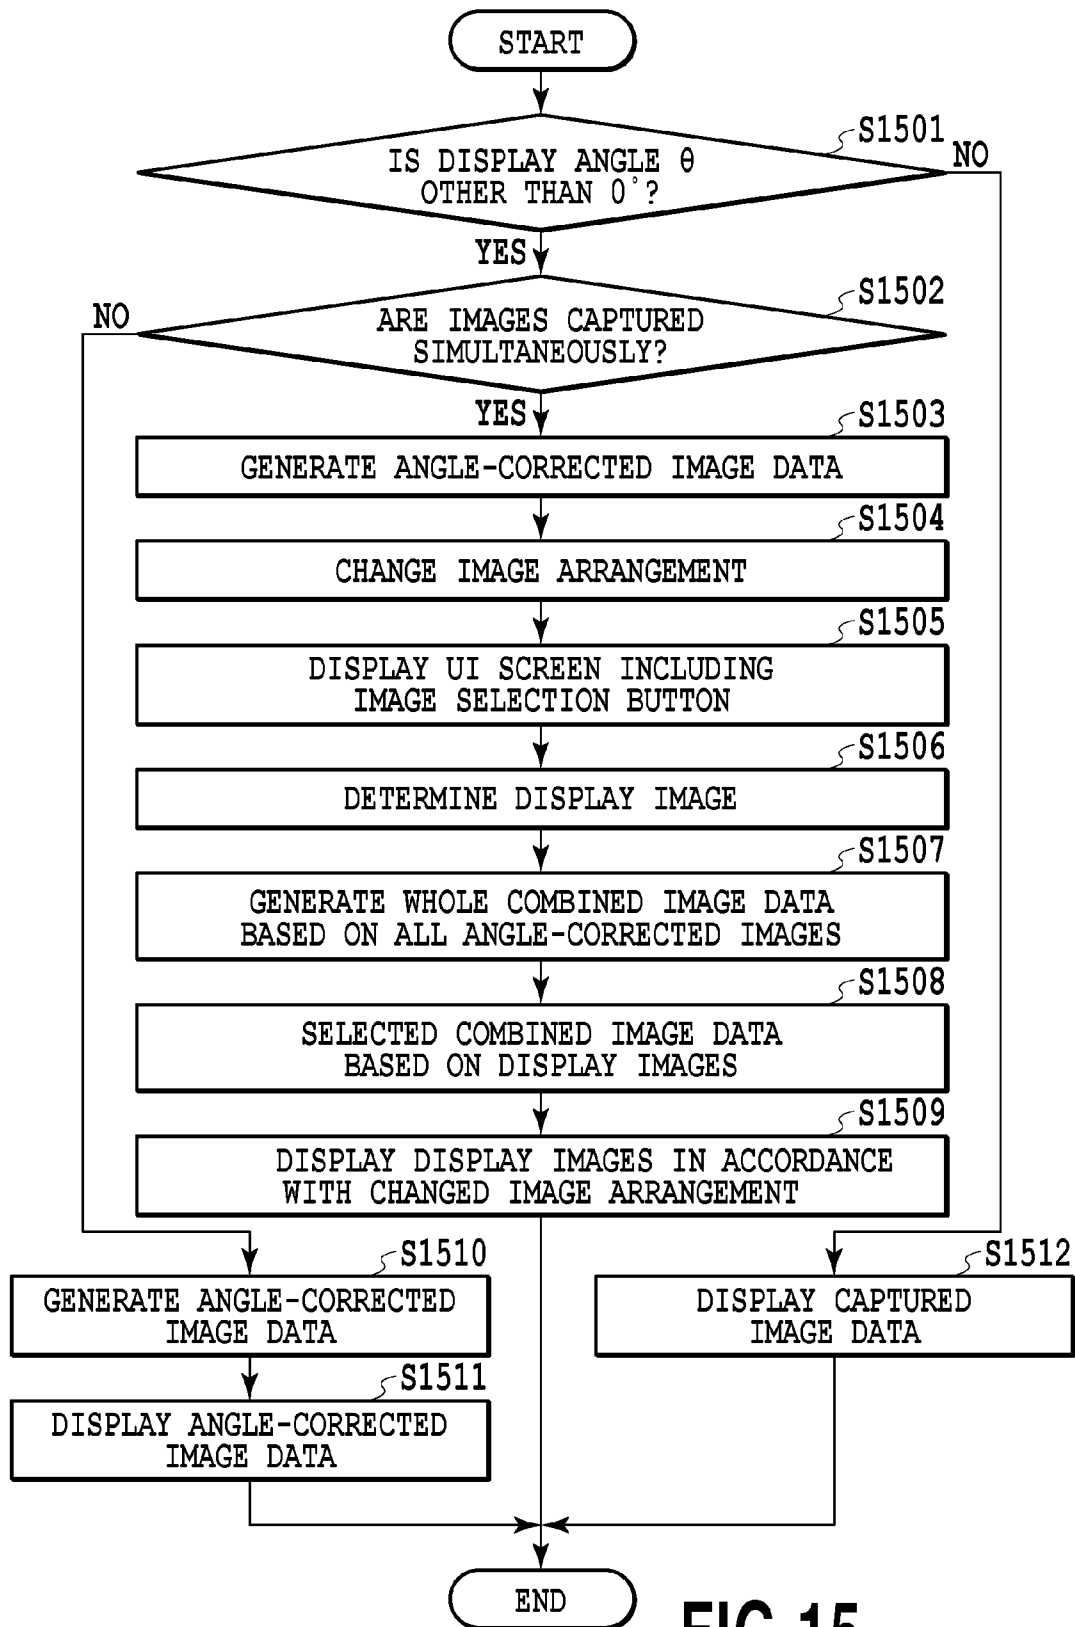 START
S1501
IS DISPLAY ANGLE θ
OTHER THAN 0°?
NO
YES
S1502
NO
ARE IMAGES CAPTURED
SIMULTANEOUSLY?
YES
S1503
GENERATE ANGLE-CORRECTED IMAGE DATA
S1504
CHANGE IMAGE ARRANGEMENT
S1505
DISPLAY UI SCREEN INCLUDING
IMAGE SELECTION BUTTON
S1506
DETERMINE DISPLAY IMAGE
S1507
GENERATE WHOLE COMBINED IMAGE DATA
BASED ON ALL ANGLE-CORRECTED IMAGES
S1508
SELECTED COMBINED IMAGE DATA
BASED ON DISPLAY IMAGES
S1509
DISPLAY DISPLAY IMAGES IN ACCORDANCE
WITH CHANGED IMAGE ARRANGEMENT
S1510
GENERATE ANGLE-CORRECTED
IMAGE DATA
S1511
DISPLAY ANGLE-CORRECTED
IMAGE DATA
S1512
DISPLAY CAPTURED
IMAGE DATA
END
FIG.15